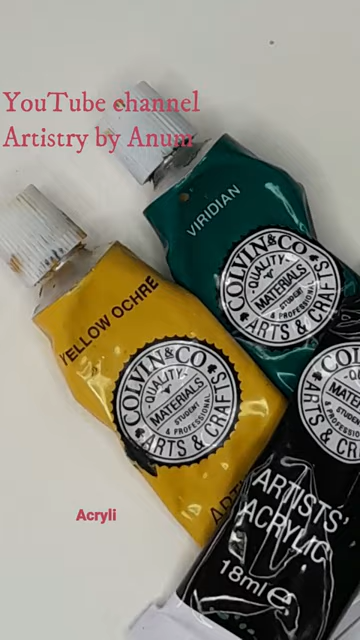 YouTube channel
Artistry by Anum
VIRIDIAN
COLVIN & CO
QUALITY
MATERIALS
STUDENT
& PROFESSIONAL
ARTS & CRAFTS
YELLOW OCHRE
COLVIN & CO
QUALITY
MATERIALS
STUDENT
& PROFESSIONAL
ARTS & CRAFTS
ARTISTS'
ACRYLIC
18ml e
Acryli